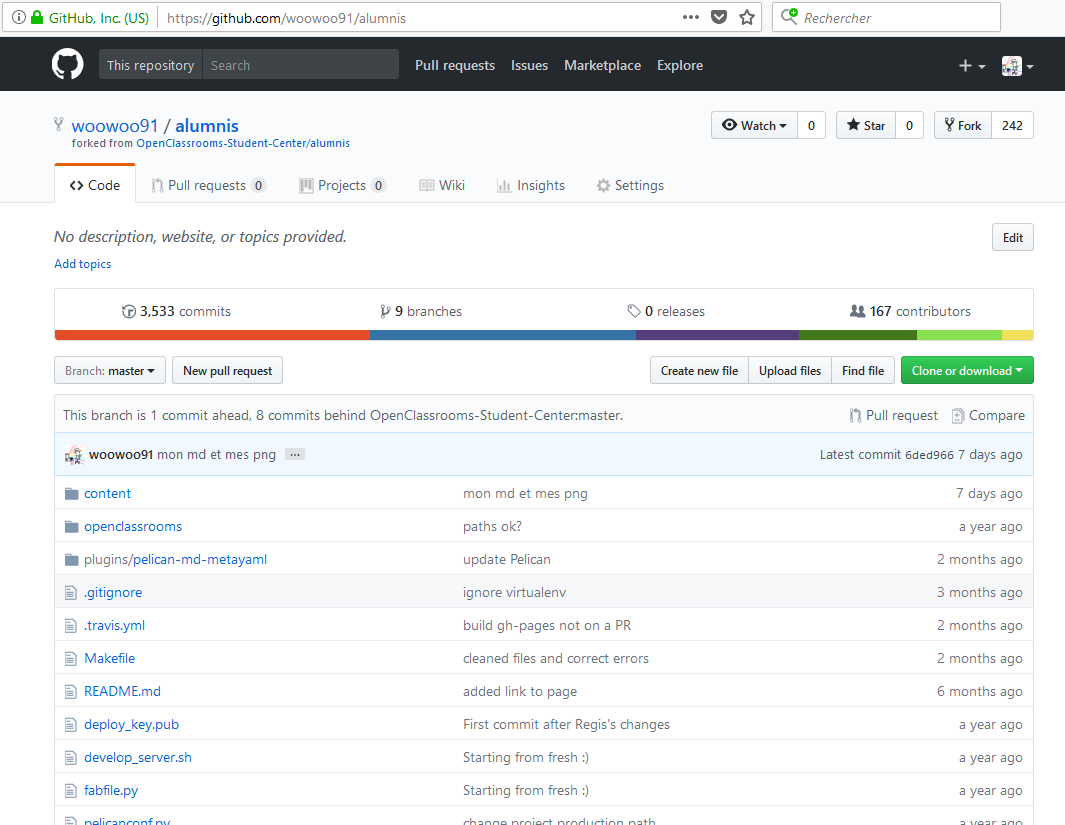 GitHub, Inc. (US) https://github.com/woowoo91/alumnis Rechercher
This repository Search Pull requests Issues Marketplace Explore
woowoo91 / alumnis Watch 0 Star 0 Fork 242
forked from OpenClassrooms-Student-Center/alumnis
Code Pull requests 0 Projects 0 Wiki Insights Settings
No description, website, or topics provided. Edit
Add topics
3,533 commits 9 branches 0 releases 167 contributors
Branch: master New pull request Create new file Upload files Find file Clone or download
This branch is 1 commit ahead, 8 commits behind OpenClassrooms-Student-Center:master. Pull request Compare
woowoo91 mon md et mes png … Latest commit 6ded966 7 days ago
content mon md et mes png 7 days ago
openclassrooms paths ok? a year ago
plugins/pelican-md-metayaml update Pelican 2 months ago
.gitignore ignore virtualenv 3 months ago
.travis.yml build gh-pages not on a PR 2 months ago
Makefile cleaned files and correct errors 2 months ago
README.md added link to page 6 months ago
deploy_key.pub First commit after Regis's changes a year ago
develop_server.sh Starting from fresh :) a year ago
fabfile.py Starting from fresh :) a year ago
pelicanconf.py change project production path a year ago